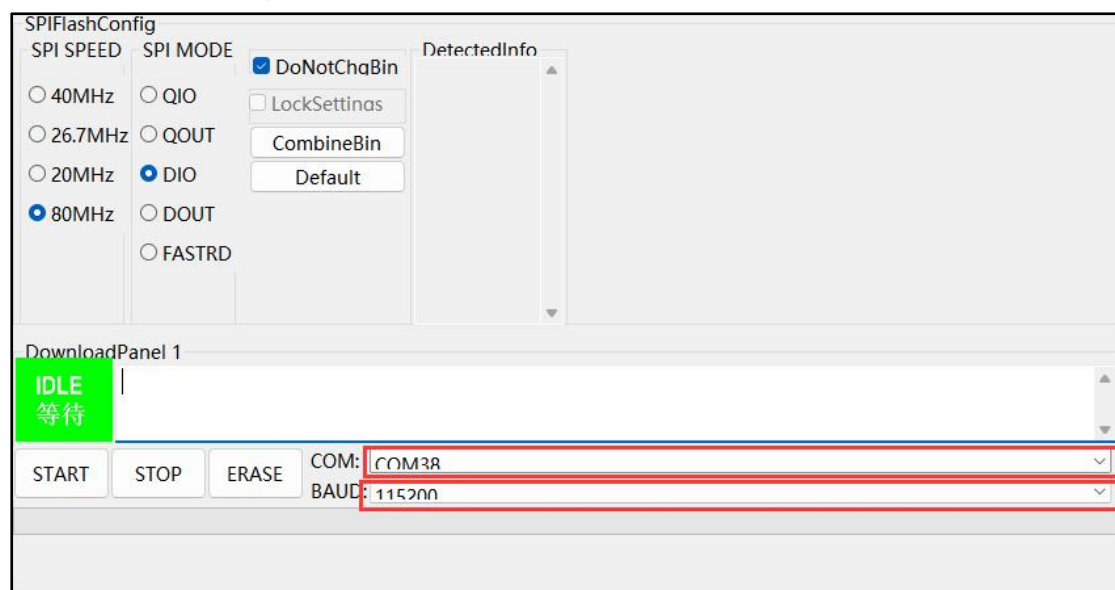 SPIFlashConfig
SPI SPEED SPI MODE DetectedInfo
DoNotChgBin
40MHz QIO LockSettings
26.7MHz QOUT CombineBin
20MHz DIO Default
80MHz DOUT
FASTRD
DownloadPanel 1
IDLE
等待
START STOP ERASE COM: COM38
BAUD: 115200